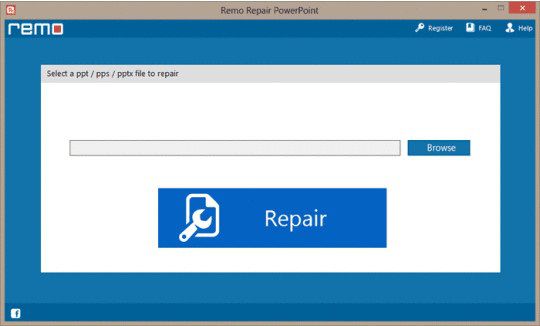 Remo Repair PowerPoint
remo
Register FAQ Help
Select a ppt / pps / pptx file to repair
Browse
Repair